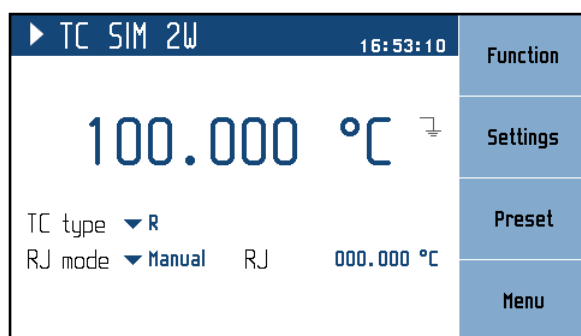 TC SIM 2W 16:53:10
100.000 °C
TC type R
RJ mode Manual RJ 000.000 °C
Function
Settings
Preset
Menu